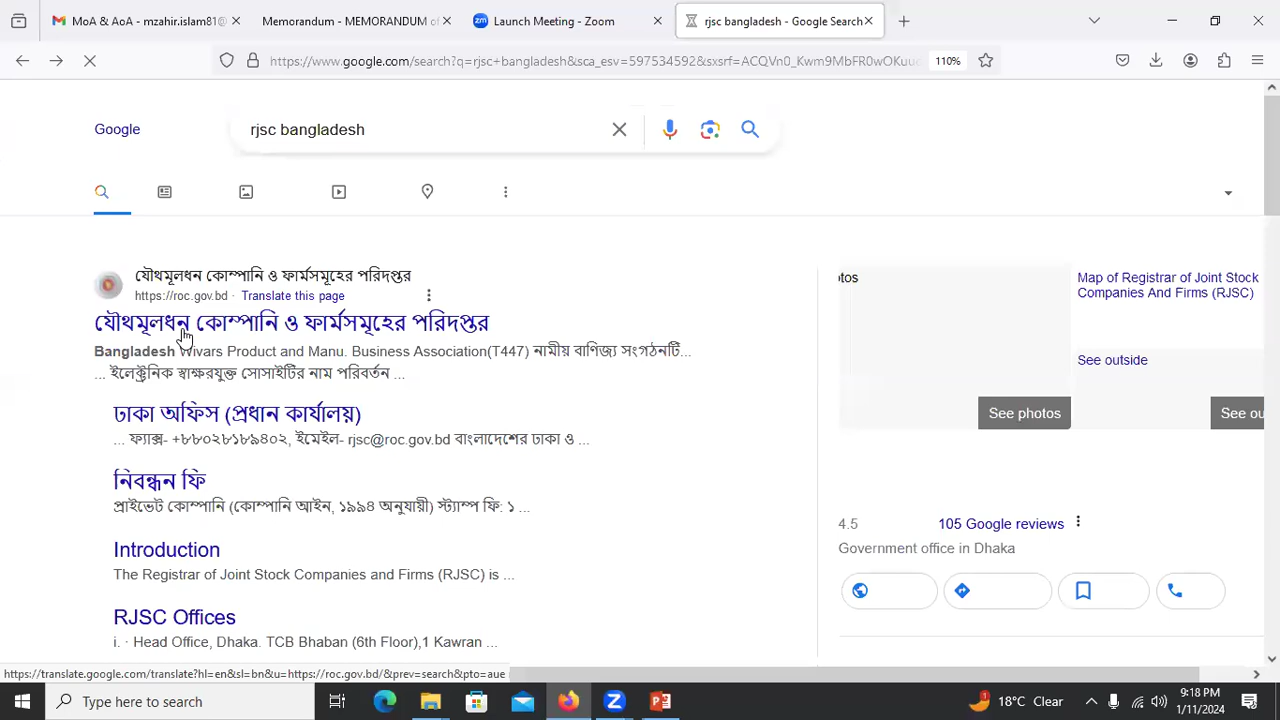 MoA & AoA - mzahir.islam81@
Memorandum - MEMORANDUM of
Launch Meeting - Zoom
rjsc bangladesh - Google Search
https://www.google.com/search?q=rjsc+bangladesh&sca_esv=597534592&sxsrf=ACQVn0_Kwm9MbFR0wOKuu
110%
Google
rjsc bangladesh
যৌথমূলধন কোম্পানি ও ফার্মসমূহের পরিদপ্তর
https://roc.gov.bd · Translate this page
যৌথমূলধন কোম্পানি ও ফার্মসমূহের পরিদপ্তর
Bangladesh Wivars Product and Manu. Business Association(T447) নামীয় বাণিজ্য সংগঠনটি...
... ইলেক্ট্রনিক স্বাক্ষরযুক্ত সোসাইটির নাম পরিবর্তন ...
ঢাকা অফিস (প্রধান কার্যালয়)
... ফ্যাক্স- +৮৮০২৮১৮৯৪০২, ইমেইল- rjsc@roc.gov.bd বাংলাদেশের ঢাকা ও ...
নিবন্ধন ফি
প্রাইভেট কোম্পানি (কোম্পানি আইন, ১৯৯৪ অনুযায়ী) স্ট্যাম্প ফি: ১ ...
Introduction
The Registrar of Joint Stock Companies and Firms (RJSC) is ...
RJSC Offices
i. · Head Office, Dhaka. TCB Bhaban (6th Floor),1 Kawran ...
otos
Map of Registrar of Joint Stock
Companies And Firms (RJSC)
See outside
See photos
See ou
4.5
105 Google reviews
Government office in Dhaka
https://translate.google.com/translate?hl=en&sl=bn&u=https://roc.gov.bd/&prev=search&pto=aue
Type here to search
18°C Clear
9:18 PM
1/11/2024